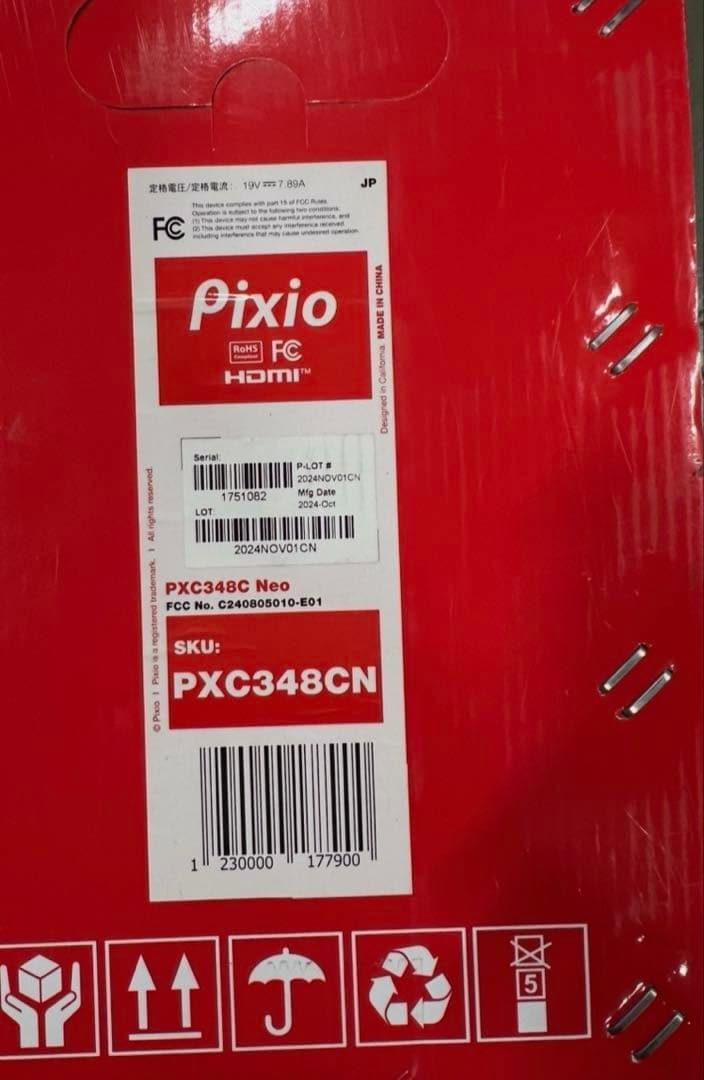 定格電圧/定格電流: 19V⎓7.89A
JP
FC
This device complies with part 15 of FCC Rules.
Operation is subject to the following two conditions.
(1) This device may not cause harmful interference, and
(2) This device must accept any interference received
including interference that may cause undesired operation.
Pixio
RoHS
Compliant
FC
HDMI™
Designed in California. MADE IN CHINA
Serial:
1751082
P-LOT #
2024NOV01CN
Mfg Date
2024-Oct
LOT:
2024NOV01CN
© Pixio I Pixio is a registered trademark. I All rights reserved.
PXC348C Neo
FCC No. C240805010-E01
SKU:
PXC348CN
1 230000 177900
5